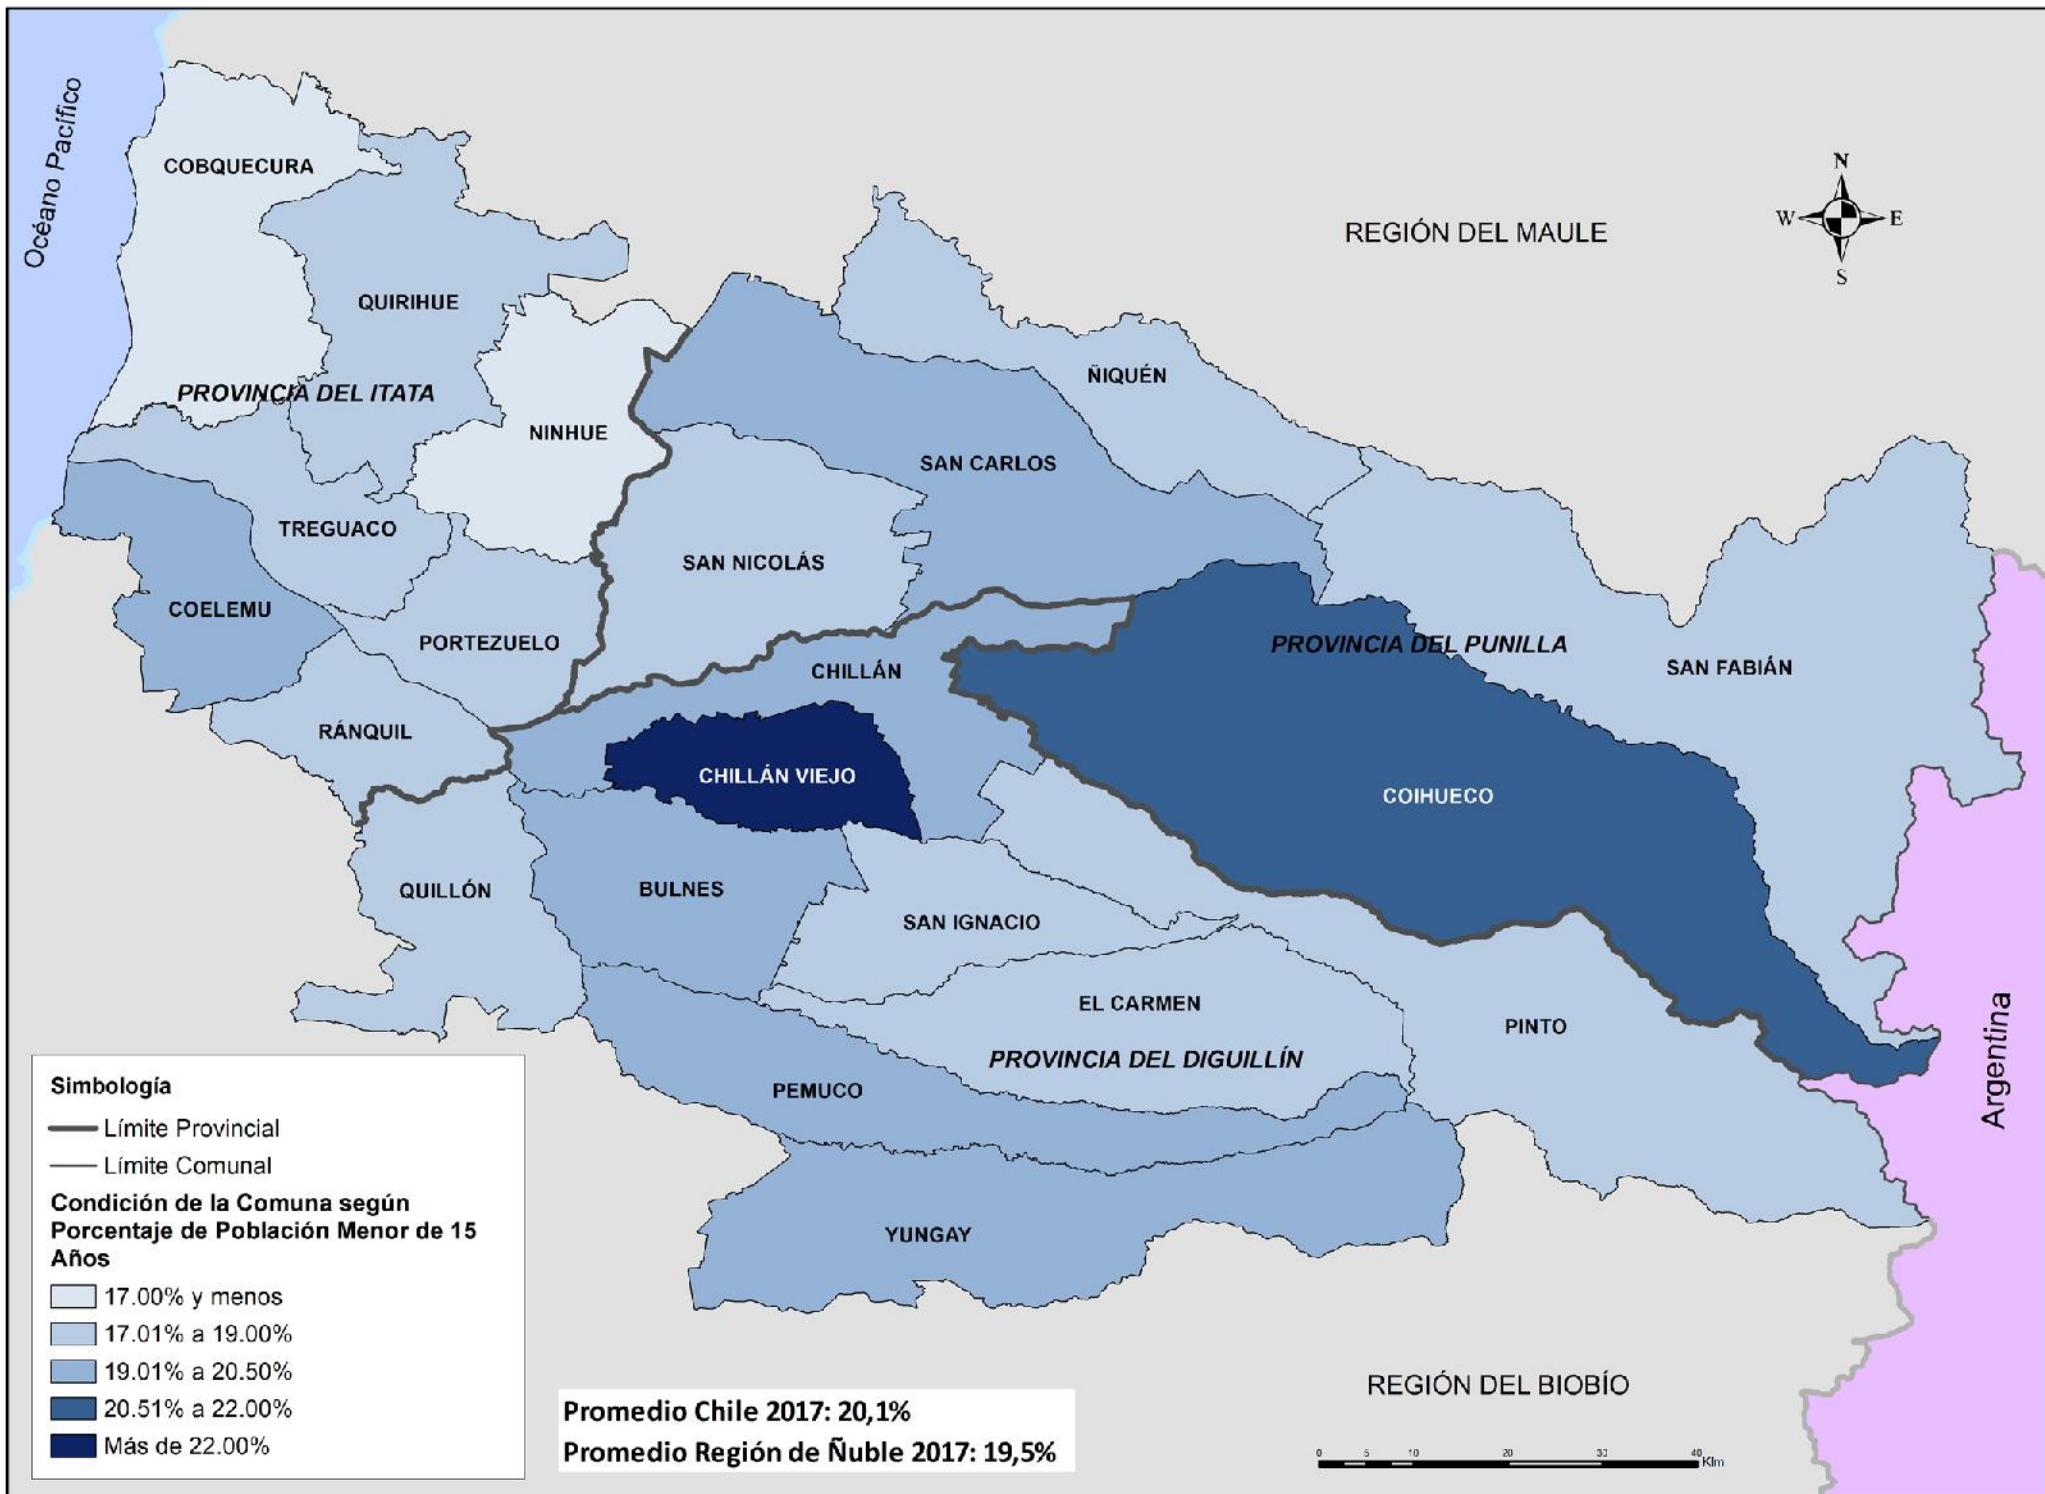 Océano Pacífico
COBQUECURA
REGIÓN DEL MAULE
N
W
E
S
QUIRIHUE
ÑIQUÉN
PROVINCIA DEL ITATA
NINHUE
SAN CARLOS
TREGUACO
SAN NICOLÁS
COELEMU
PORTEZUELO
PROVINCIA DEL PUNILLA
CHILLÁN
SAN FABIÁN
RÁNQUIL
CHILLÁN VIEJO
COIHUECO
QUILLÓN
BULNES
SAN IGNACIO
EL CARMEN
PINTO
PROVINCIA DEL DIGUILLÍN
Argentina
PEMUCO
YUNGAY
Simbología
Límite Provincial
Límite Comunal
Condición de la Comuna según
Porcentaje de Población Menor de 15
Años
17.00% y menos
17.01% a 19.00%
19.01% a 20.50%
20.51% a 22.00%
Más de 22.00%
Promedio Chile 2017: 20,1%
Promedio Región de Ñuble 2017: 19,5%
REGIÓN DEL BIOBÍO
0 5 10 20 30 40
Klm